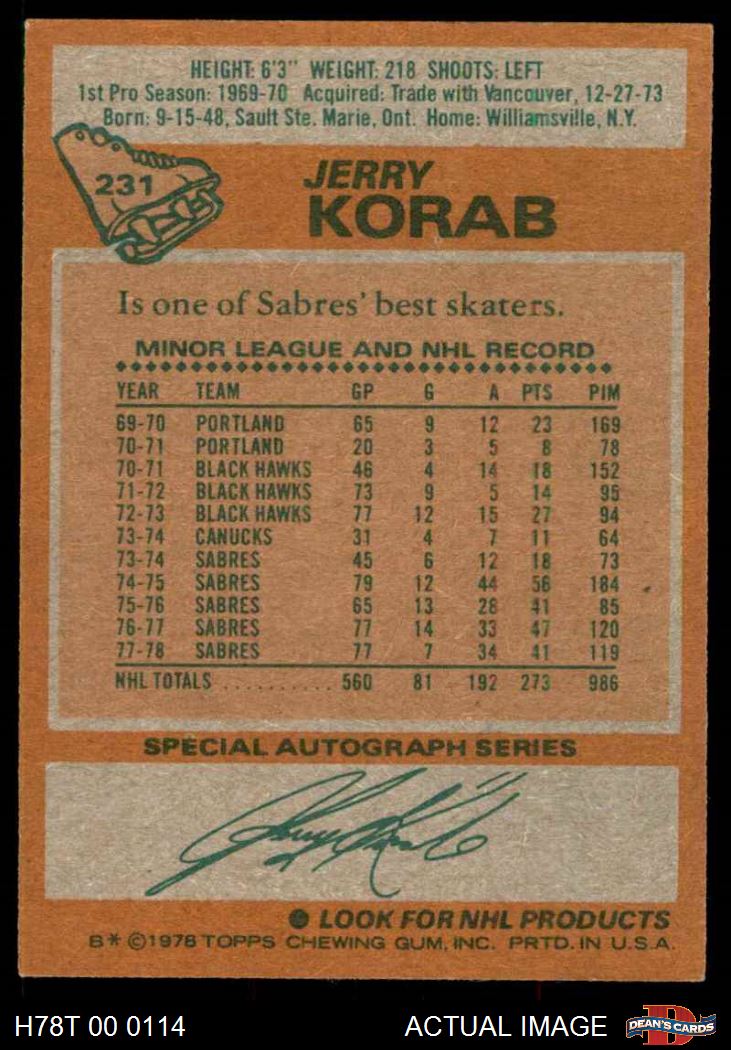 HEIGHT: 6'3" WEIGHT: 218 SHOOTS: LEFT
1st Pro Season: 1969-70 Acquired: Trade with Vancouver, 12-27-73
Born: 9-15-48, Sault Ste. Marie, Ont. Home: Williamsville, N.Y.
231
JERRY
KORAB
Is one of Sabres' best skaters.
MINOR LEAGUE AND NHL RECORD
YEAR TEAM GP G A PTS PIM
69-70 PORTLAND 65 9 12 23 169
70-71 PORTLAND 20 3 5 8 78
70-71 BLACK HAWKS 46 4 14 18 152
71-72 BLACK HAWKS 73 9 5 14 95
72-73 BLACK HAWKS 77 12 15 27 94
73-74 CANUCKS 31 4 7 11 64
73-74 SABRES 45 6 12 18 73
74-75 SABRES 79 12 44 56 184
75-76 SABRES 65 13 28 41 85
76-77 SABRES 77 14 33 47 120
77-78 SABRES 77 7 34 41 119
NHL TOTALS .......... 560 81 192 273 986
SPECIAL AUTOGRAPH SERIES
Jerry Korab
● LOOK FOR NHL PRODUCTS
B* ©1978 TOPPS CHEWING GUM, INC. PRTD. IN U.S.A.
H78T 00 0114 ACTUAL IMAGE
D
DEAN'S CARDS